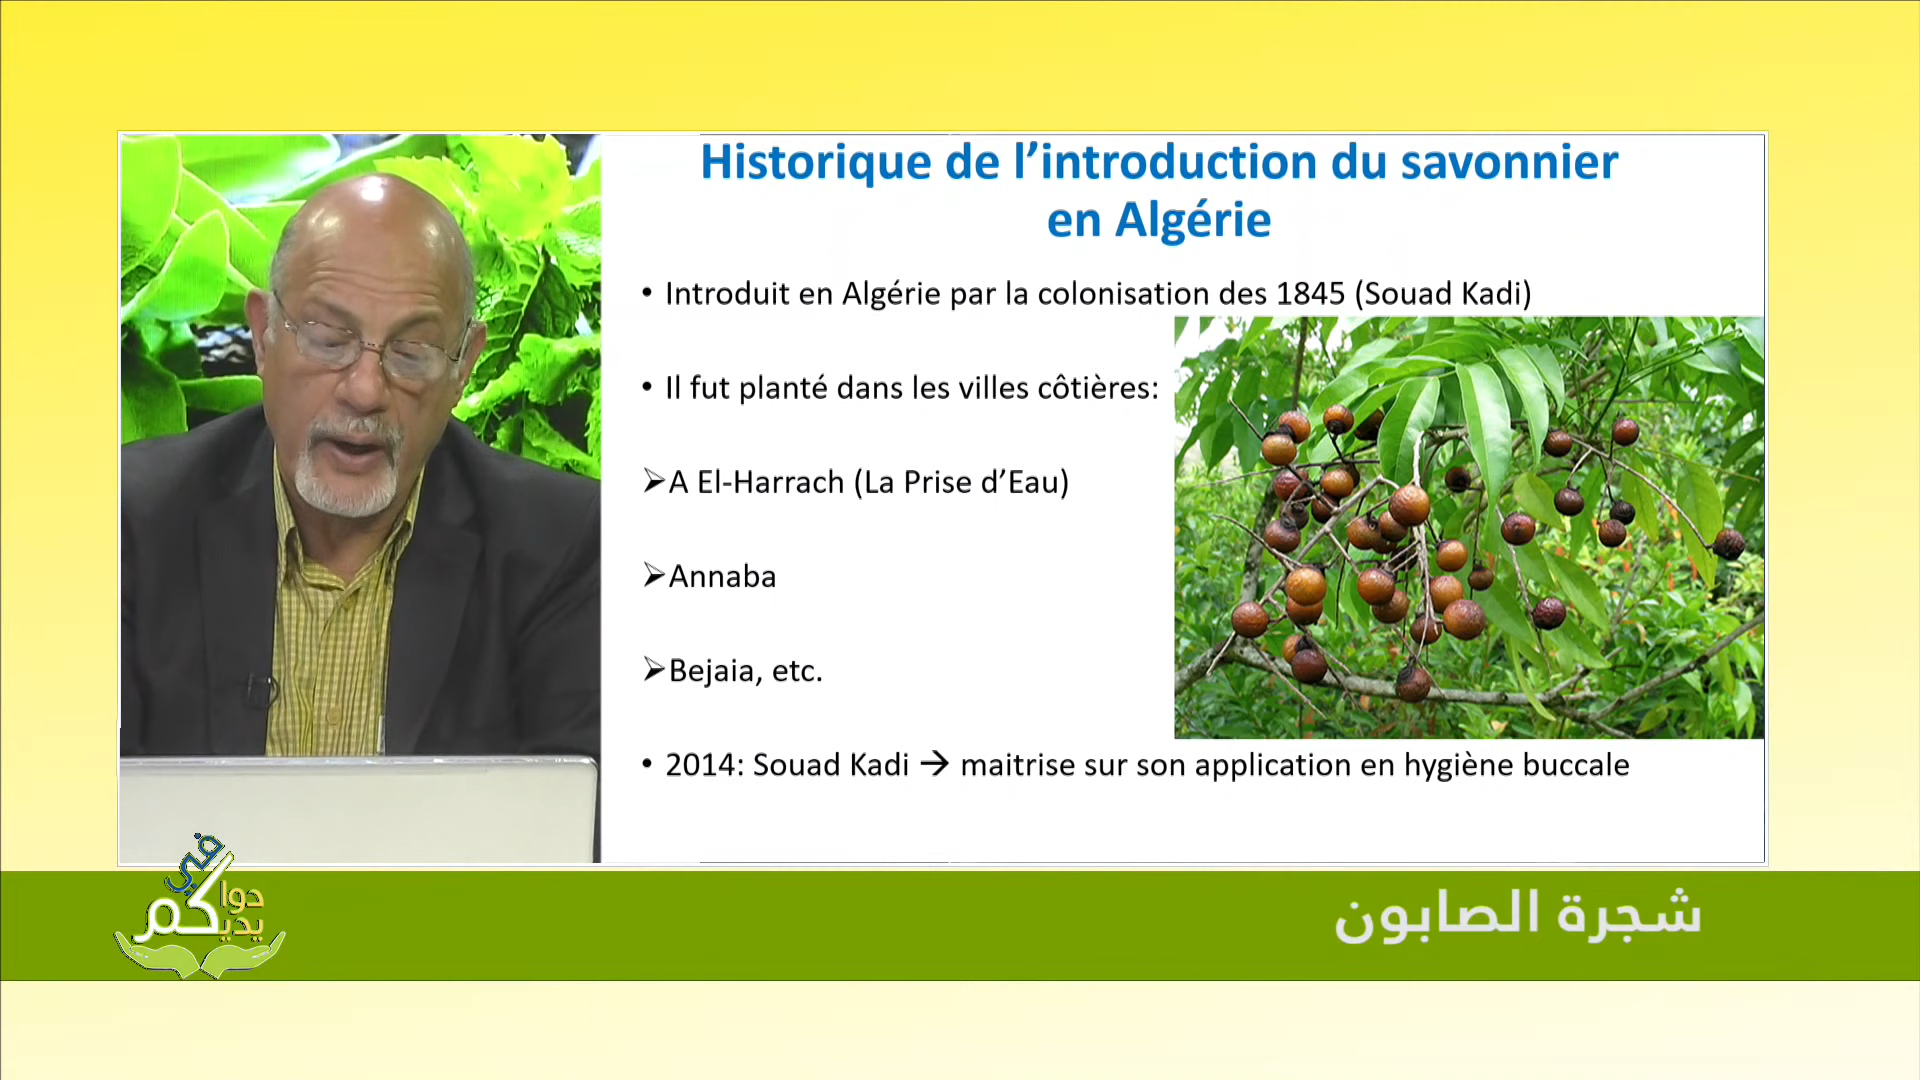 Historique de l’introduction du savonnier
en Algérie
• Introduit en Algérie par la colonisation des 1845 (Souad Kadi)
• Il fut planté dans les villes côtières:
➢A El-Harrach (La Prise d’Eau)
➢Annaba
➢Bejaia, etc.
• 2014: Souad Kadi → maitrise sur son application en hygiène buccale
دواكم
في
يديكم
شجرة الصابون